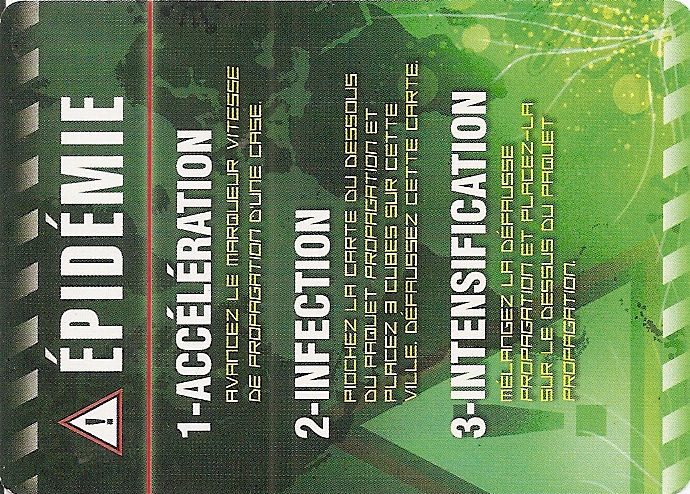 ÉPIDÉMIE
1-ACCÉLÉRATION
AVANCEZ LE MARQUEUR VITESSE
DE PROPAGATION D'UNE CASE.
2-INFECTION
PIOCHEZ LA CARTE DU DESSOUS
DU PAQUET PROPAGATION ET
PLACEZ 3 CUBES SUR CETTE
VILLE. DÉFAUSSEZ CETTE CARTE.
3-INTENSIFICATION
MÉLANGEZ LA DÉFAUSSE
PROPAGATION ET PLACEZ-LA
SUR LE DESSUS DU PAQUET
PROPAGATION.